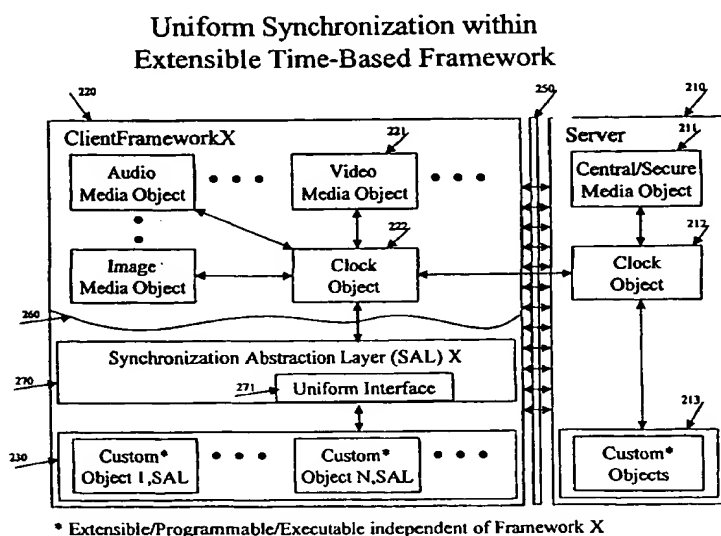 Uniform Synchronization within
Extensible Time-Based Framework
220
250
210
ClientFrameworkX
221
Server
211
Audio
Media Object
• • •
Video
Media Object
• • •
Central/Secure
Media Object
222
212
Image
Media Object
Clock
Object
Clock
Object
260
Synchronization Abstraction Layer (SAL) X
270
271
Uniform Interface
213
230
Custom*
Object 1,SAL
• • •
Custom*
Object N,SAL
• • •
Custom*
Objects
* Extensible/Programmable/Executable independent of Framework X